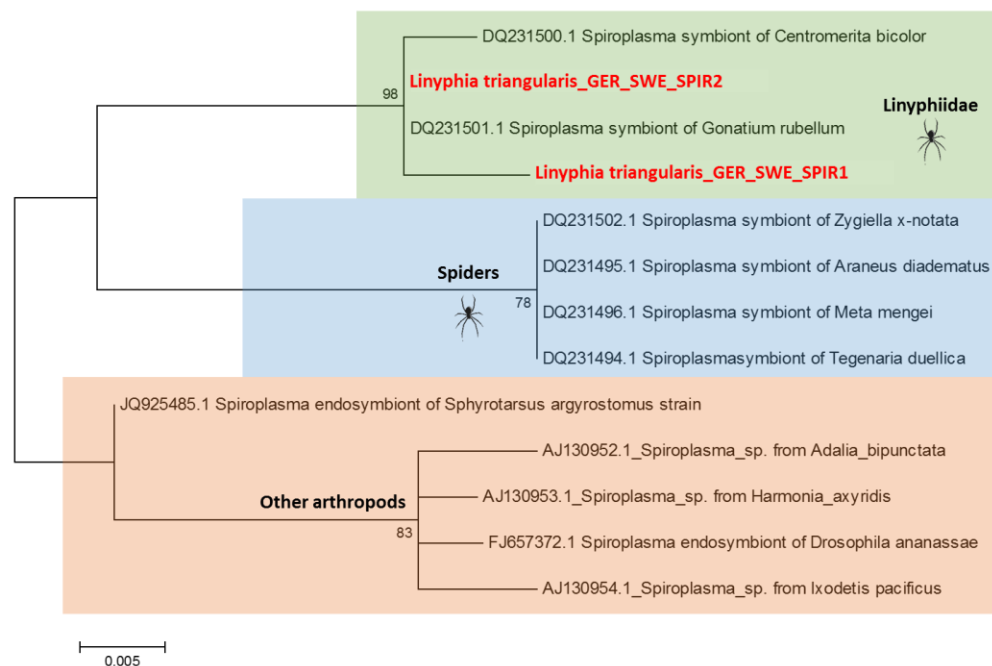 DQ231500.1 Spiroplasma symbiont of Centromerita bicolor
Linyphia triangularis_GER_SWE_SPIR2
98
Linyphiidae
DQ231501.1 Spiroplasma symbiont of Gonatium rubellum
Linyphia triangularis_GER_SWE_SPIR1
DQ231502.1 Spiroplasma symbiont of Zygiella x-notata
Spiders
DQ231495.1 Spiroplasma symbiont of Araneus diadematus
78
DQ231496.1 Spiroplasma symbiont of Meta mengei
DQ231494.1 Spiroplasmasymbiont of Tegenaria duellica
JQ925485.1 Spiroplasma endosymbiont of Sphyrotarsus argyrostomus strain
AJ130952.1_Spiroplasma_sp. from Adalia_bipunctata
Other arthropods
AJ130953.1_Spiroplasma_sp. from Harmonia_axyridis
83
FJ657372.1 Spiroplasma endosymbiont of Drosophila ananassae
AJ130954.1_Spiroplasma_sp. from Ixodetis pacificus
0.005